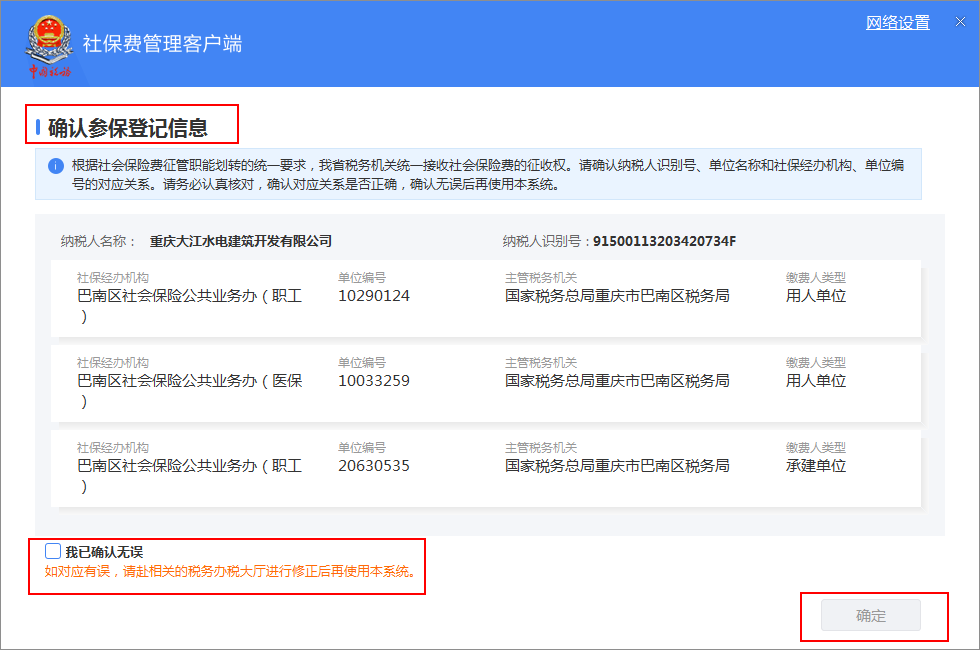 网络设置
社保费管理客户端
确认参保登记信息
根据社会保险费征管职能划转的统一要求，我省税务机关统一接收社会保险费的征收权。请确认纳税人识别号、单位名称和社保经办机构、单位编
号的对应关系。请务必认真核对，确认对应关系是否正确，确认无误后再使用本系统。
纳税人名称： 重庆大江水电建筑开发有限公司 纳税人识别号：91500113203420734F
社保经办机构 单位编号 主管税务机关 缴费人类型
巴南区社会保险公共业务办（职工 10290124 国家税务总局重庆市巴南区税务局 用人单位
）
社保经办机构 单位编号 主管税务机关 缴费人类型
巴南区社会保险公共业务办（医保 10033259 国家税务总局重庆市巴南区税务局 用人单位
）
社保经办机构 单位编号 主管税务机关 缴费人类型
巴南区社会保险公共业务办（职工 20630535 国家税务总局重庆市巴南区税务局 承建单位
）
我已确认无误
如对应有误，请赴相关的税务办税大厅进行修正后再使用本系统。
确定